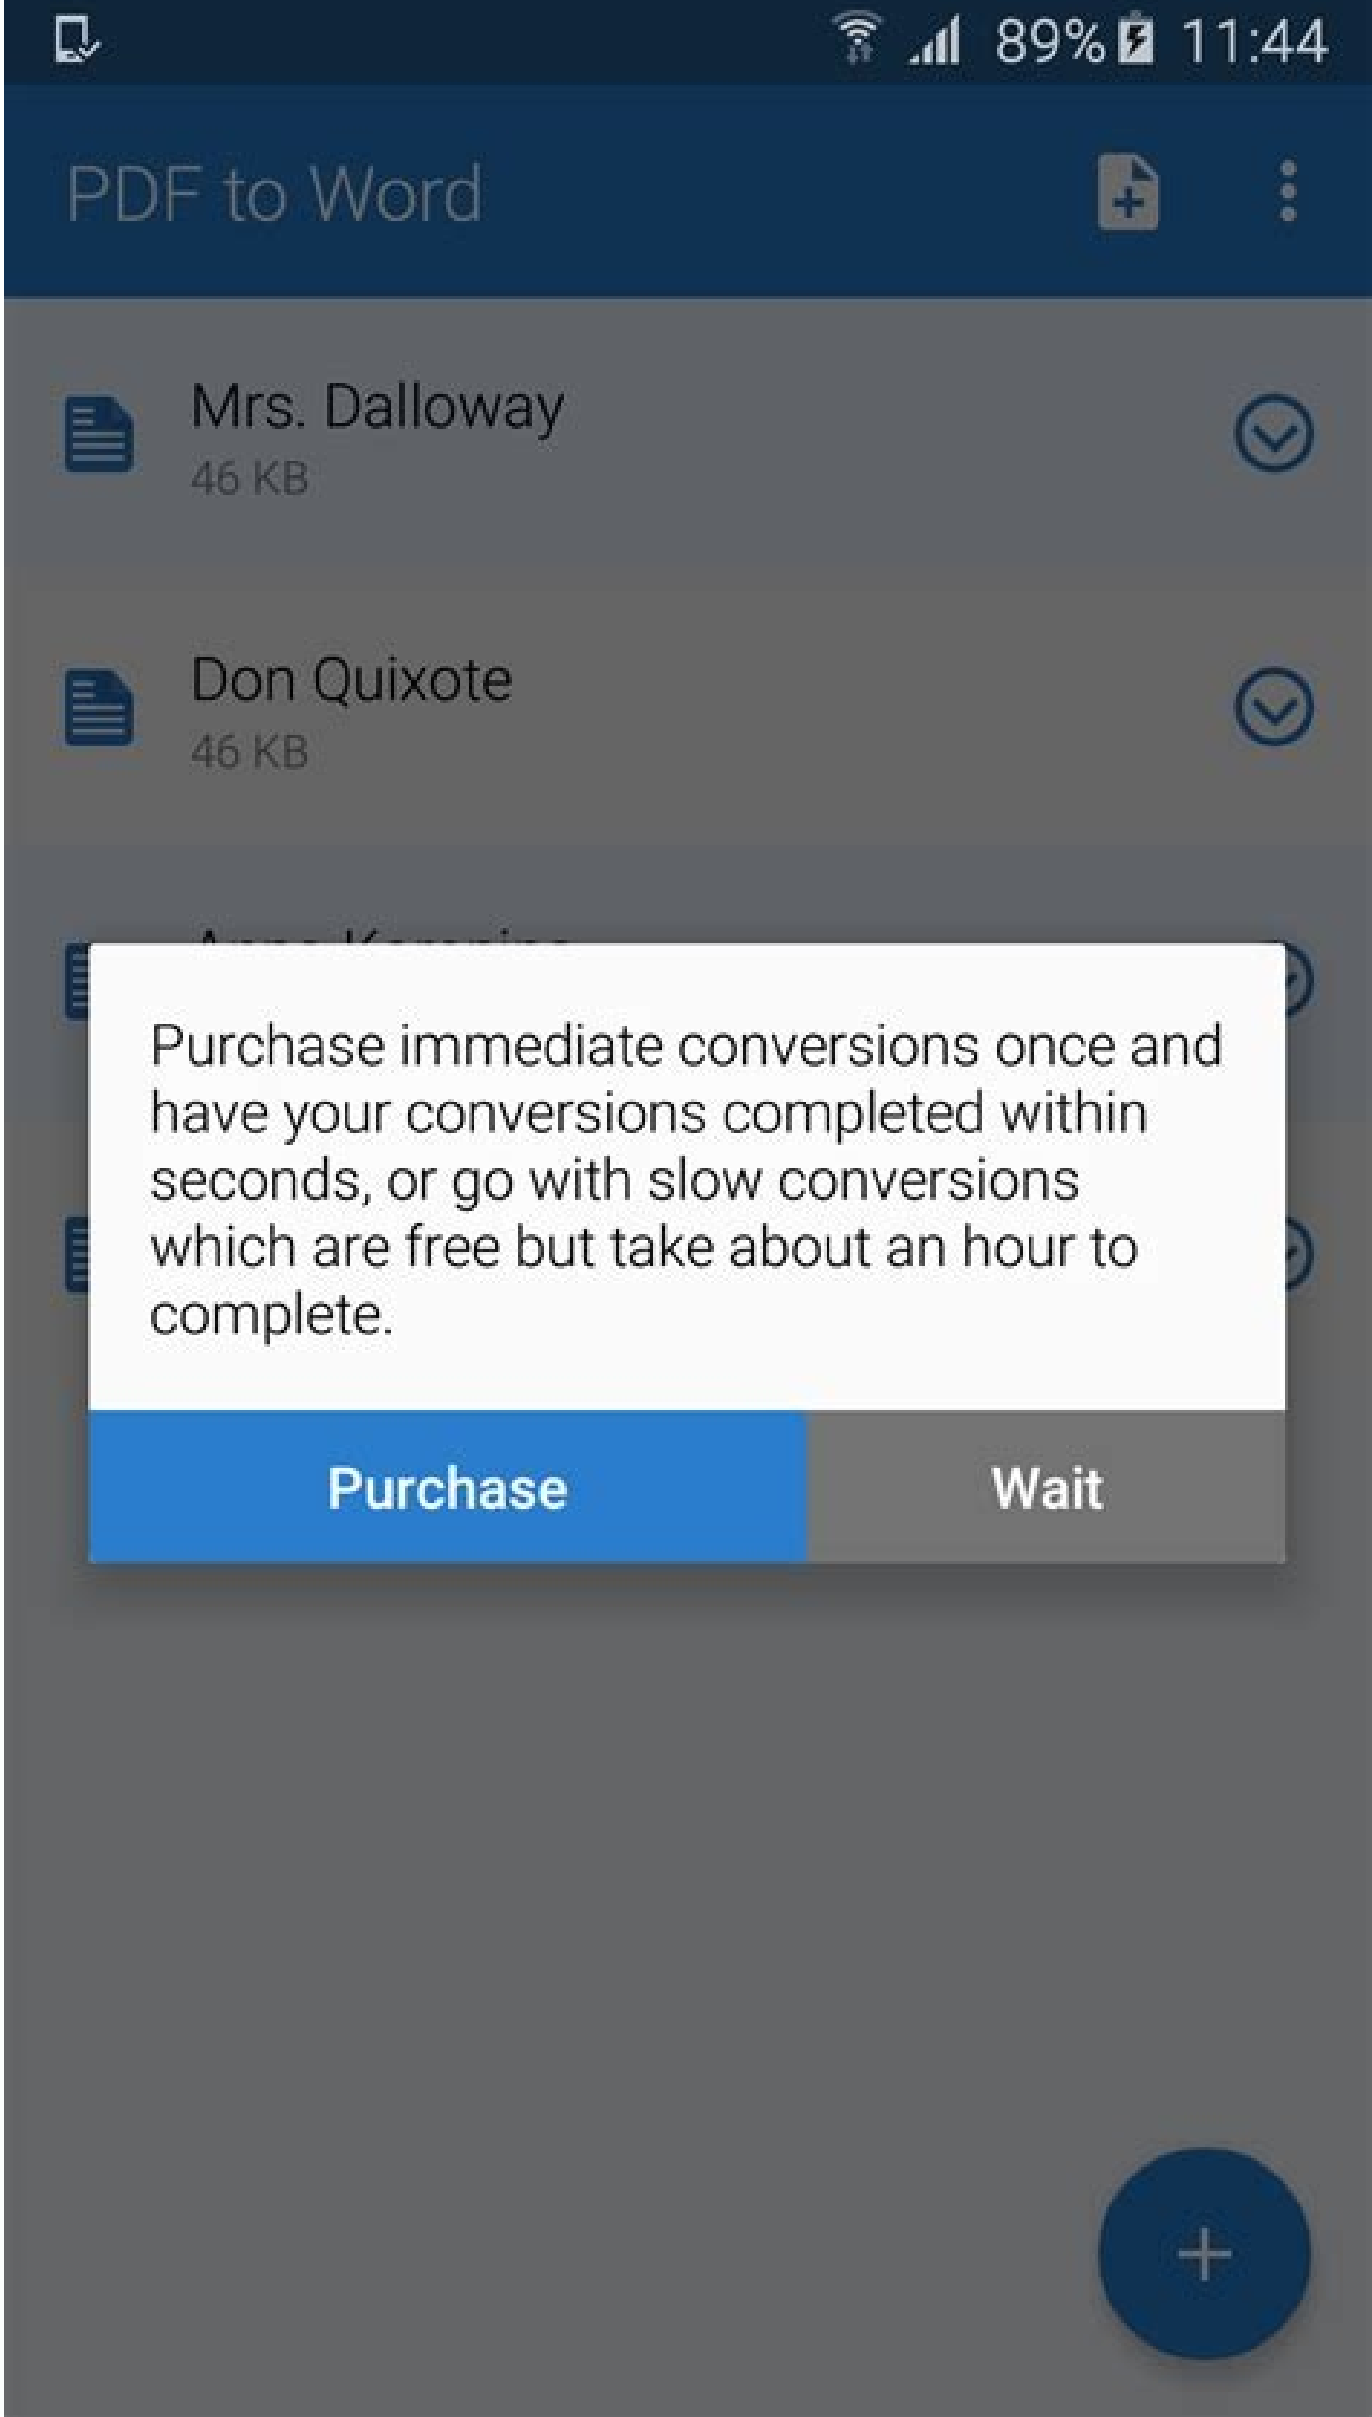 89% 11:44
PDF to Word
Mrs. Dalloway
46 KB
Don Quixote
46 KB
Purchase immediate conversions once and
have your conversions completed within
seconds, or go with slow conversions
which are free but take about an hour to
complete.
Purchase Wait